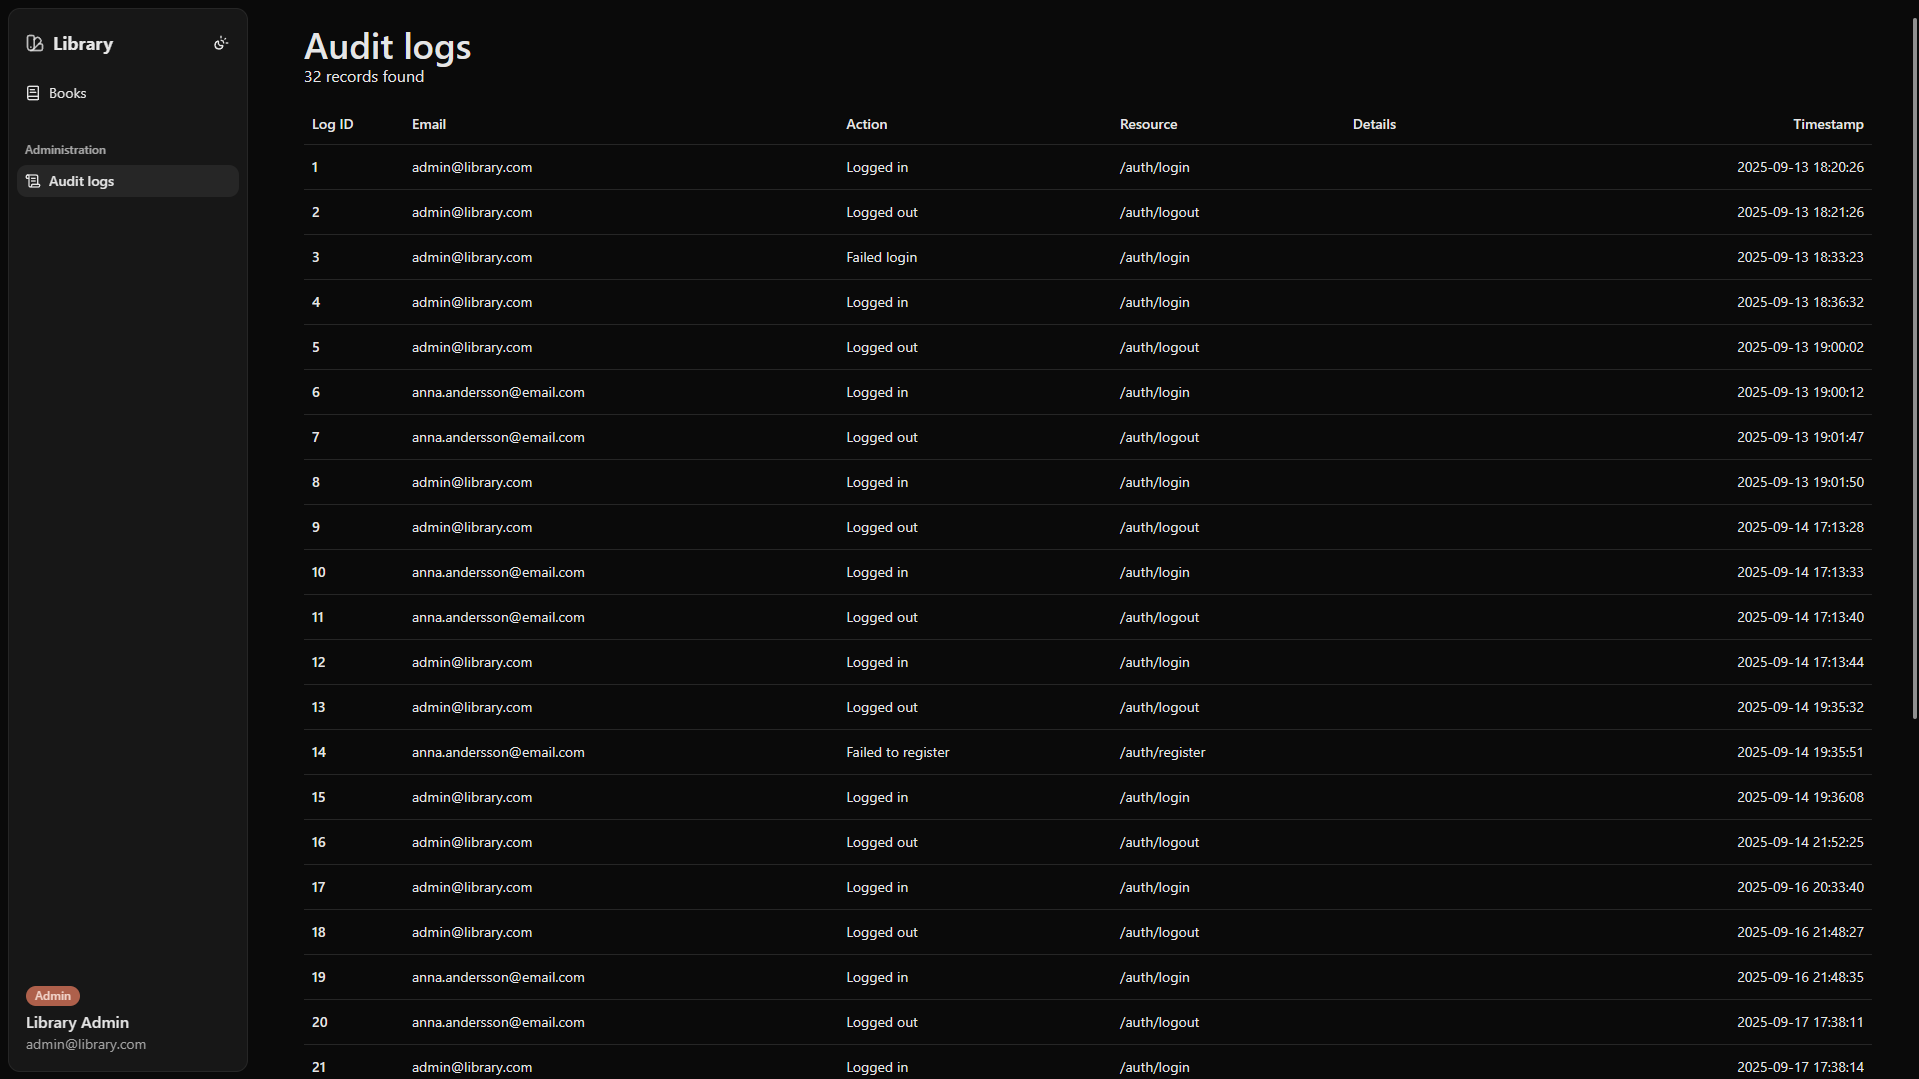 Library
Books
Administration
Audit logs
Admin
Library Admin
admin@library.com
Audit logs
32 records found
Log ID Email Action Resource Details Timestamp
1 admin@library.com Logged in /auth/login 2025-09-13 18:20:26
2 admin@library.com Logged out /auth/logout 2025-09-13 18:21:26
3 admin@library.com Failed login /auth/login 2025-09-13 18:33:23
4 admin@library.com Logged in /auth/login 2025-09-13 18:36:32
5 admin@library.com Logged out /auth/logout 2025-09-13 19:00:02
6 anna.andersson@email.com Logged in /auth/login 2025-09-13 19:00:12
7 anna.andersson@email.com Logged out /auth/logout 2025-09-13 19:01:47
8 admin@library.com Logged in /auth/login 2025-09-13 19:01:50
9 admin@library.com Logged out /auth/logout 2025-09-14 17:13:28
10 anna.andersson@email.com Logged in /auth/login 2025-09-14 17:13:33
11 anna.andersson@email.com Logged out /auth/logout 2025-09-14 17:13:40
12 admin@library.com Logged in /auth/login 2025-09-14 17:13:44
13 admin@library.com Logged out /auth/logout 2025-09-14 19:35:32
14 anna.andersson@email.com Failed to register /auth/register 2025-09-14 19:35:51
15 admin@library.com Logged in /auth/login 2025-09-14 19:36:08
16 admin@library.com Logged out /auth/logout 2025-09-14 21:52:25
17 admin@library.com Logged in /auth/login 2025-09-16 20:33:40
18 admin@library.com Logged out /auth/logout 2025-09-16 21:48:27
19 anna.andersson@email.com Logged in /auth/login 2025-09-16 21:48:35
20 anna.andersson@email.com Logged out /auth/logout 2025-09-17 17:38:11
21 admin@library.com Logged in /auth/login 2025-09-17 17:38:14